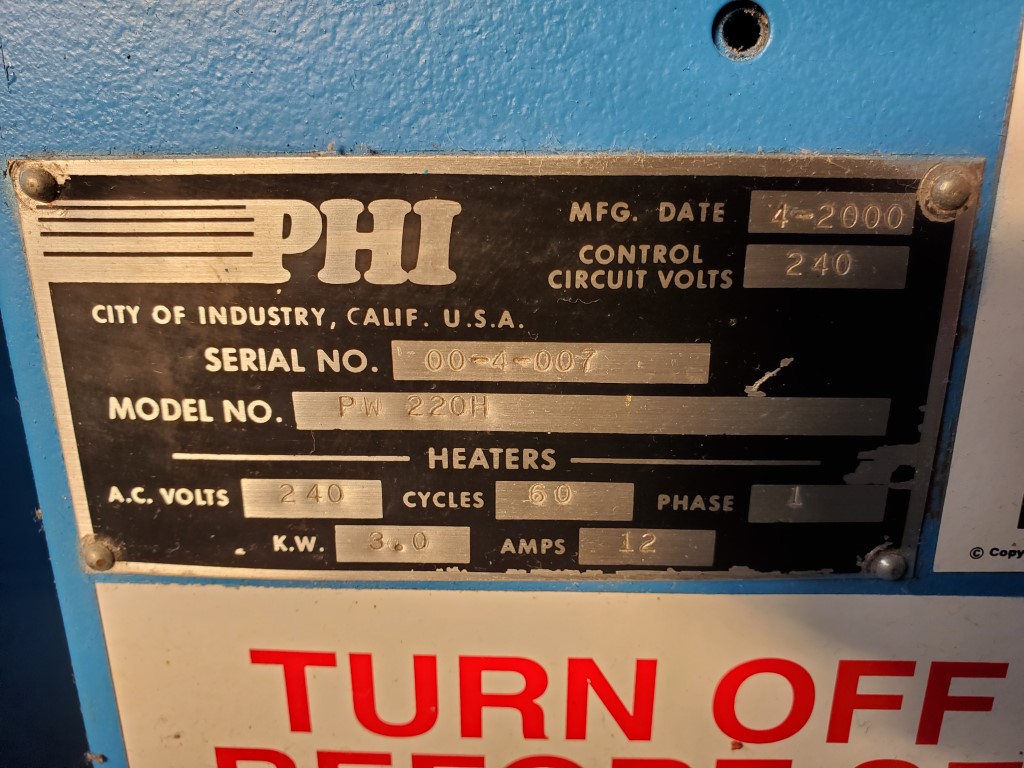 PHI
MFG. DATE 4-2000
CONTROL
CIRCUIT VOLTS 240
CITY OF INDUSTRY, CALIF. U.S.A.
SERIAL NO. 00-4-007
MODEL NO. PW 220H
HEATERS
A.C. VOLTS 240 CYCLES 60 PHASE 1
K.W. 3.0 AMPS 12
© Copy
TURN OFF